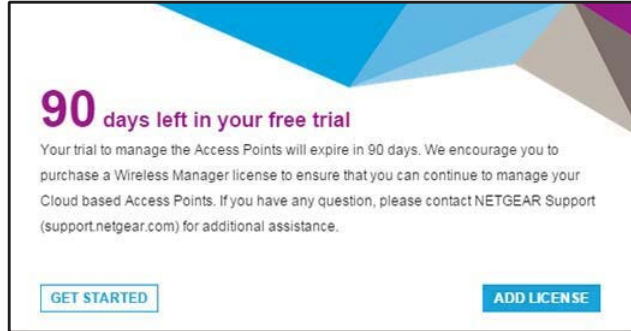 90 days left in your free trial
Your trial to manage the Access Points will expire in 90 days. We encourage you to
purchase a Wireless Manager license to ensure that you can continue to manage your
Cloud based Access Points. If you have any question, please contact NETGEAR Support
(support.netgear.com) for additional assistance.
GET STARTED
ADD LICENSE